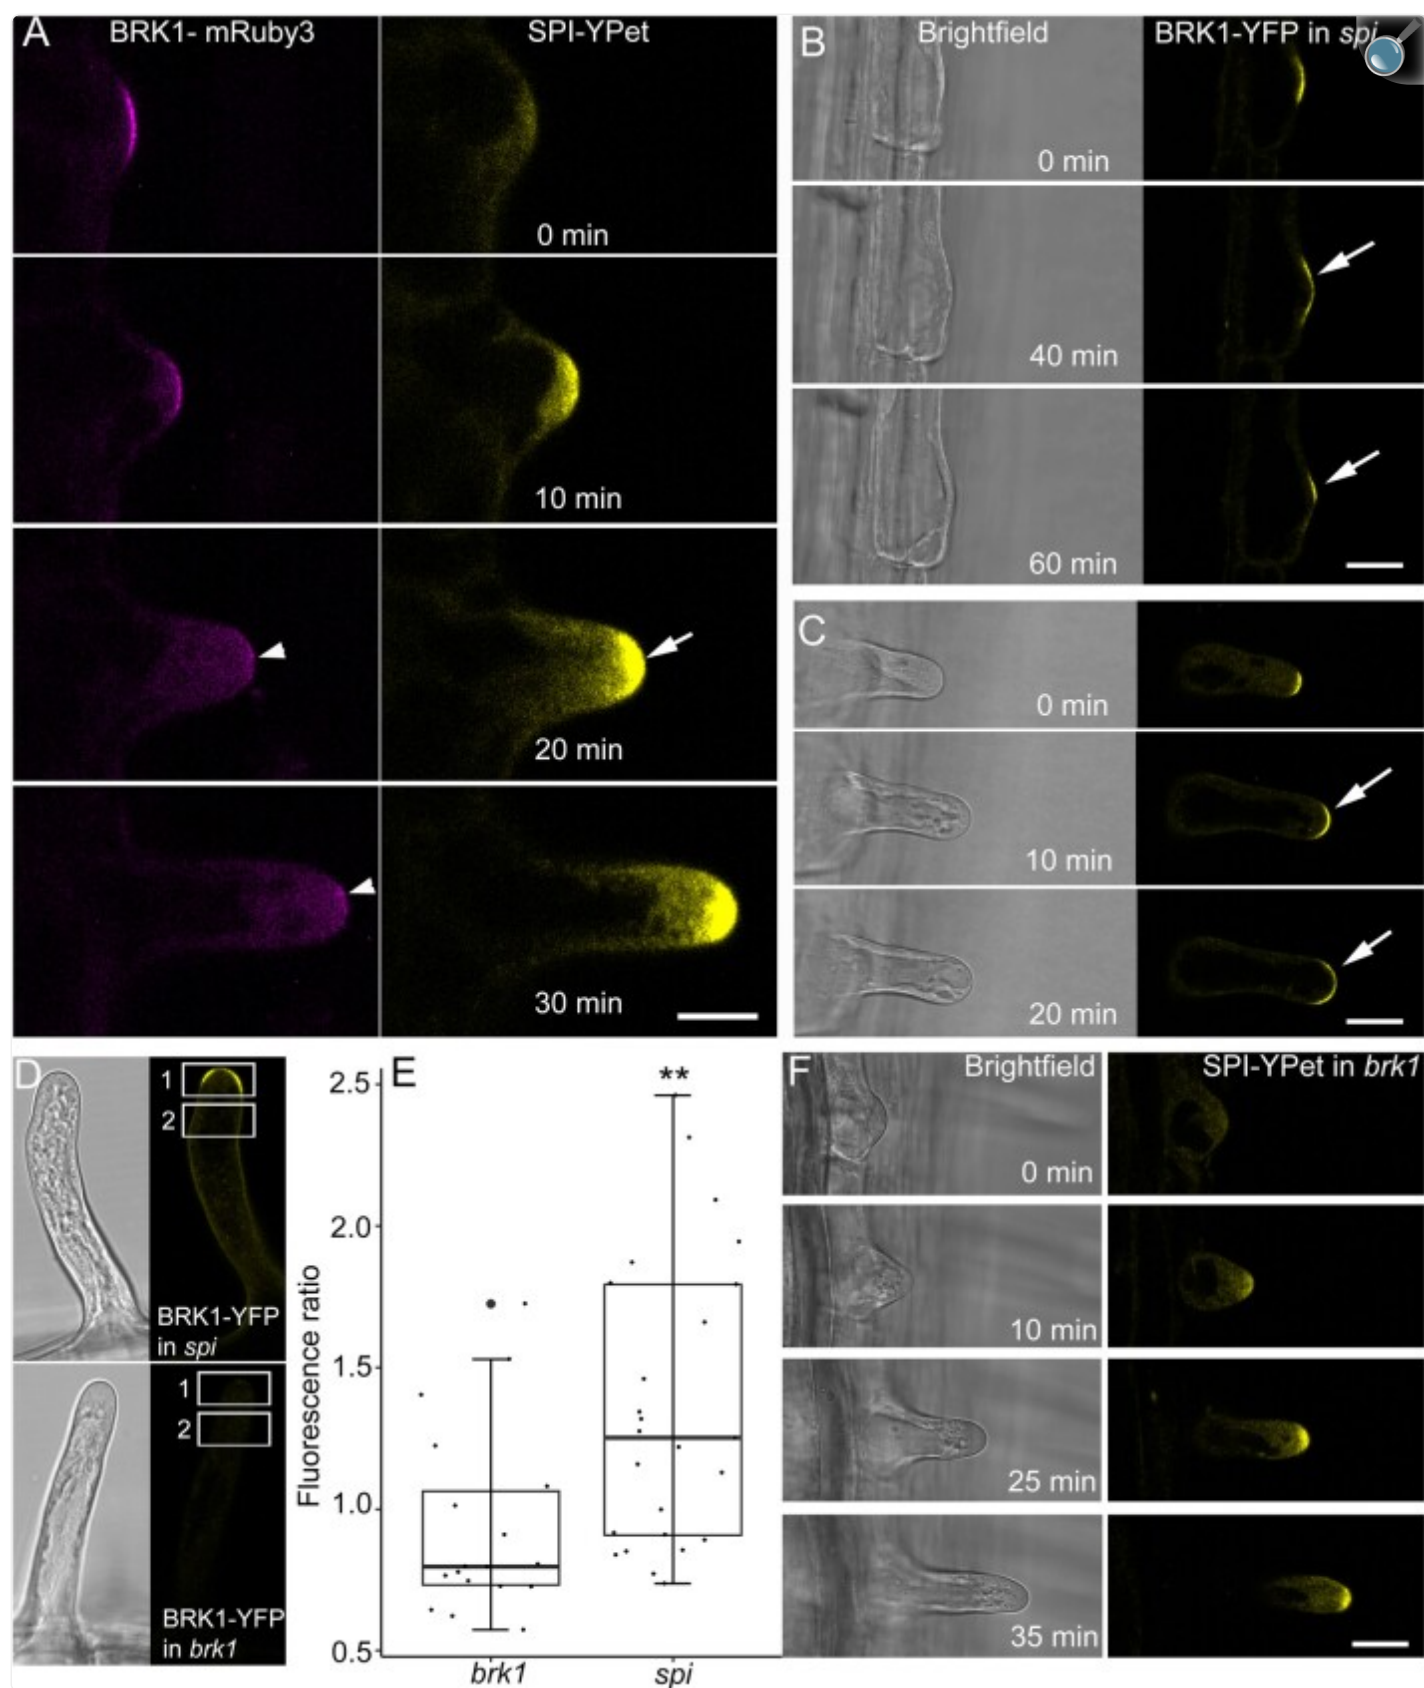 A
BRK1- mRuby3
SPI-YPet
0 min
10 min
20 min
30 min
B
Brightfield
BRK1-YFP in spi
0 min
40 min
60 min
C
0 min
10 min
20 min
D
1
2
BRK1-YFP
in spi
1
2
BRK1-YFP
in brk1
E
Fluorescence ratio
2.5
2.0
1.5
1.0
0.5
**
brk1
spi
F
Brightfield
SPI-YPet in brk1
0 min
10 min
25 min
35 min